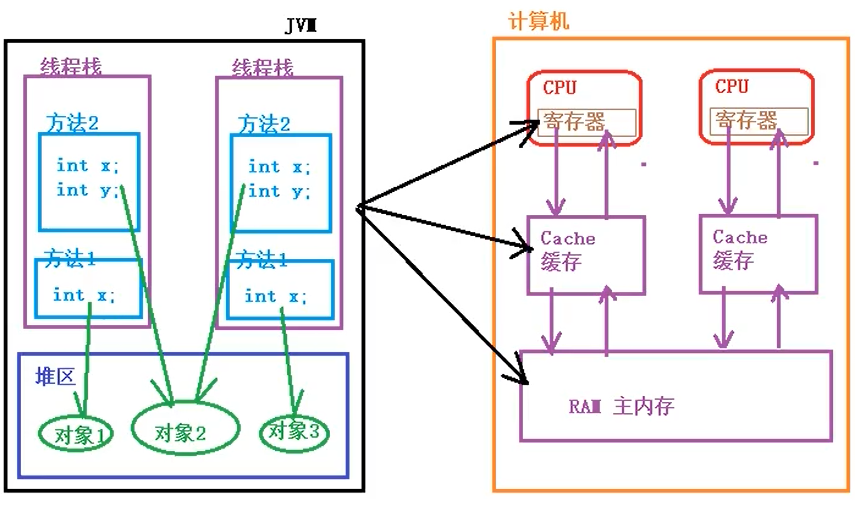 JVM
线程栈
线程栈
方法2
int x;
int y;
方法2
int x;
int y;
方法1
int x;
方法1
int x;
堆区
对象1
对象2
对象3
计算机
CPU
寄存器
CPU
寄存器
Cache
缓存
Cache
缓存
RAM 主内存